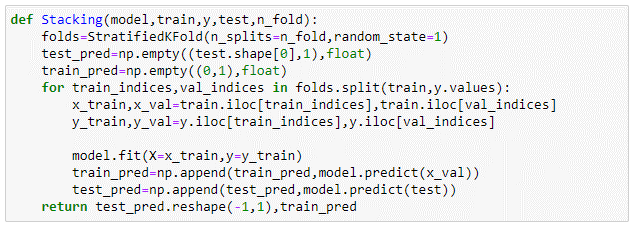 def Stacking(model,train,y,test,n_fold):
    folds=StratifiedKFold(n_splits=n_fold,random_state=1)
    test_pred=np.empty((test.shape[0],1),float)
    train_pred=np.empty((0,1),float)
    for train_indices,val_indices in folds.split(train,y.values):
        x_train,x_val=train.iloc[train_indices],train.iloc[val_indices]
        y_train,y_val=y.iloc[train_indices],y.iloc[val_indices]

        model.fit(X=x_train,y=y_train)
        train_pred=np.append(train_pred,model.predict(x_val))
        test_pred=np.append(test_pred,model.predict(test))
    return test_pred.reshape(-1,1),train_pred